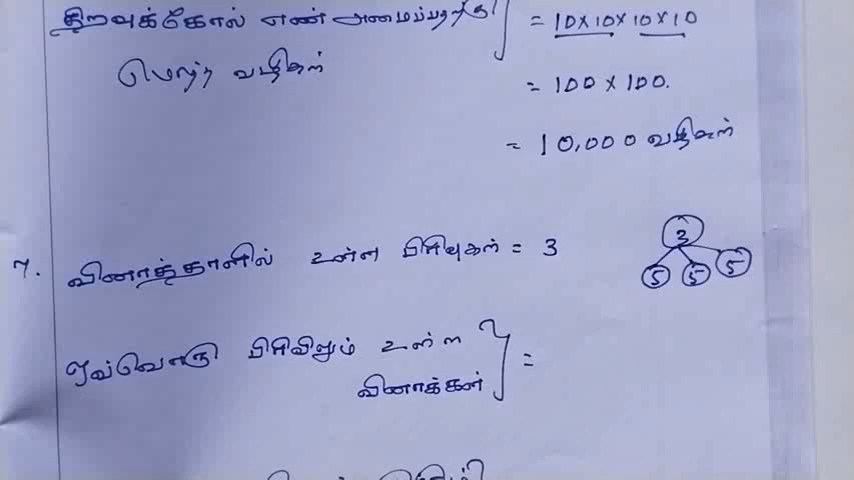 திறவுக்கோல் எண் அமைப்பதற்கு } = 10×10×10×10
மொத்த வழிகள்
= 100 × 100.
= 10,000 வழிகள்
3
7. வினாத்தாளில் உள்ள பிரிவுகள் = 3
5 5 5
ஒவ்வொரு பிரிவிலும் உள்ள } =
வினாக்கள்